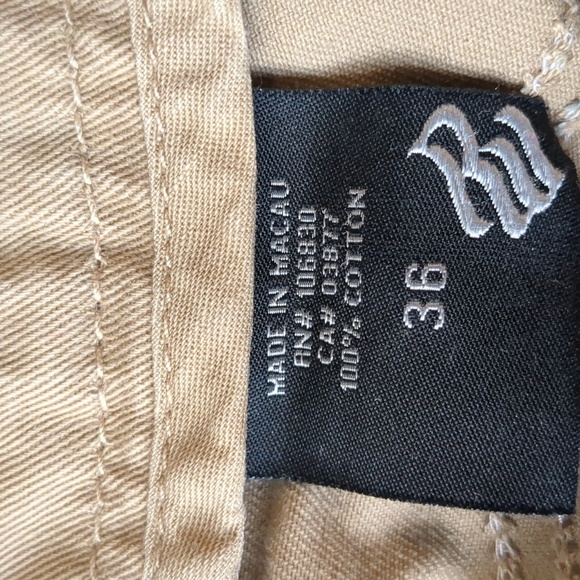 36
MADE IN MACAU
RN# 106830
CA# 03877
100% COTTON